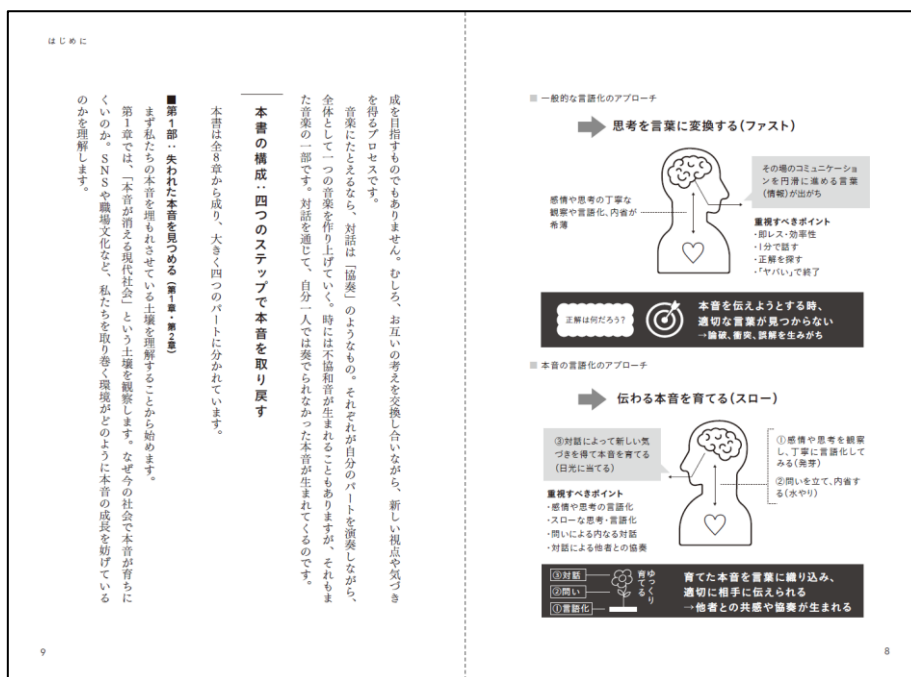 ■ 一般的な言語化のアプローチ
思考を言葉に変換する(ファスト)
感情や思考の丁寧な
観察や言語化、内省が
希薄
その場のコミュニケーショ
ンを円滑に進める言葉
(情報)が出がち
重視すべきポイント
・即レス・効率性
・1分で話す
・正解を探す
・「ヤバい」で終了
正解は何だろう?
本音を伝えようとする時、
適切な言葉が見つからない
→論破、衝突、誤解を生みがち
■ 本音の言語化のアプローチ
伝わる本音を育てる(スロー)
③対話によって新しい気
づきを得て本音を育てる
(日光に当てる)
重視すべきポイント
・感情や思考の言語化
・スローな思考・言語化
・問いによる内なる対話
・対話による他者との協奏
①感情や思考を観察
し、丁寧に言語化して
みる(発芽)
②問いを立て、内省す
る(水やり)
③対話
②問い
①言語化
ゆっくり
育てる
育てた本音を言葉に織り込み、
適切に相手に伝えられる
→他者との共感や協奏が生まれる
8
はじめに
成を目指すものでもありません。むしろ、お互いの考えを交換し合いながら、新しい視点や気づき
を得るプロセスです。
音楽にたとえるなら、対話は「協奏」のようなもの。それぞれが自分のパートを演奏しながら、
全体として一つの音楽を作り上げていく。時には不協和音が生まれることもありますが、それもま
た音楽の一部です。対話を通じて、自分一人では奏でられなかった本音が生まれてくるのです。
本書の構成:四つのステップで本音を取り戻す
本書は全8章から成り、大きく四つのパートに分かれています。
■第1部:失われた本音を見つめる(第1章・第2章)
まず私たちの本音を埋もれさせている土壌を理解することから始めます。
第1章では、「本音が消える現代社会」という土壌を観察します。なぜ今の社会で本音が育ちに
くいのか。SNSや職場文化など、私たちを取り巻く環境がどのように本音の成長を妨げている
のかを理解します。
9